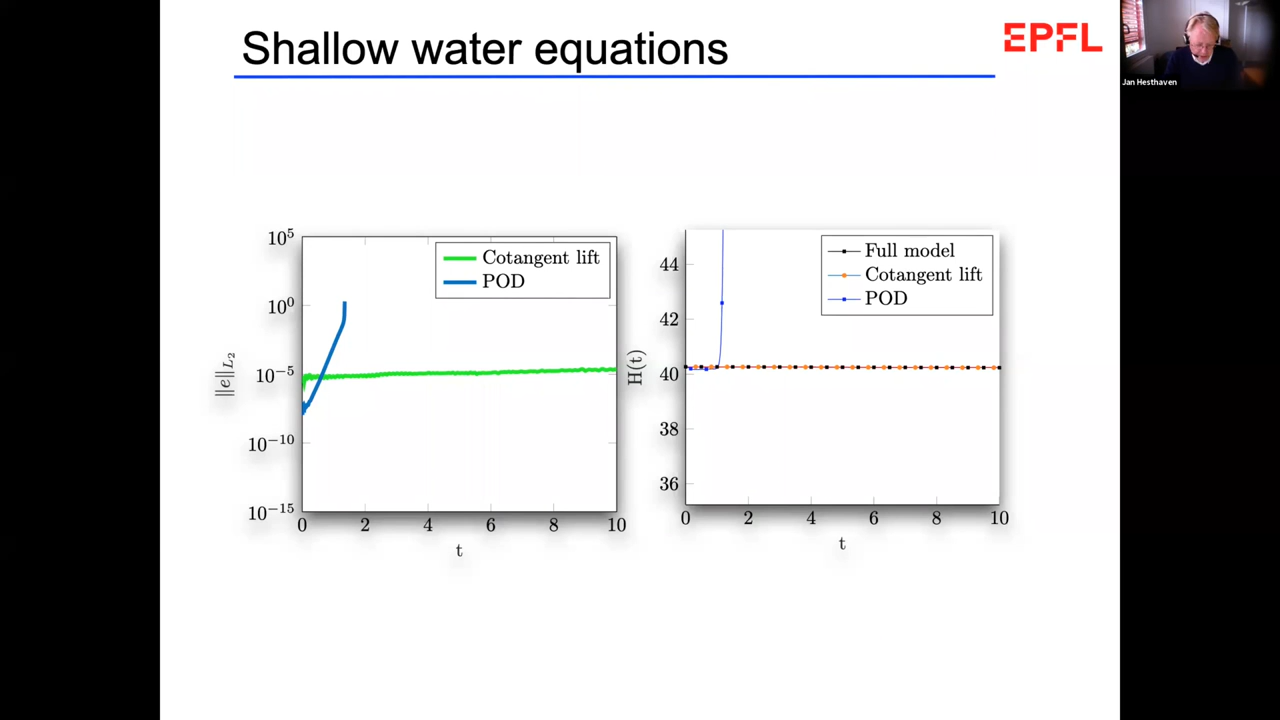 Shallow water equations
EPFL
Jan Hesthaven
Cotangent lift
POD
10^5
10^0
10^−5
10^−10
10^−15
||e||_{L_2}
0 2 4 6 8 10
t
Full model
Cotangent lift
POD
44
42
40
38
36
H(t)
0 2 4 6 8 10
t